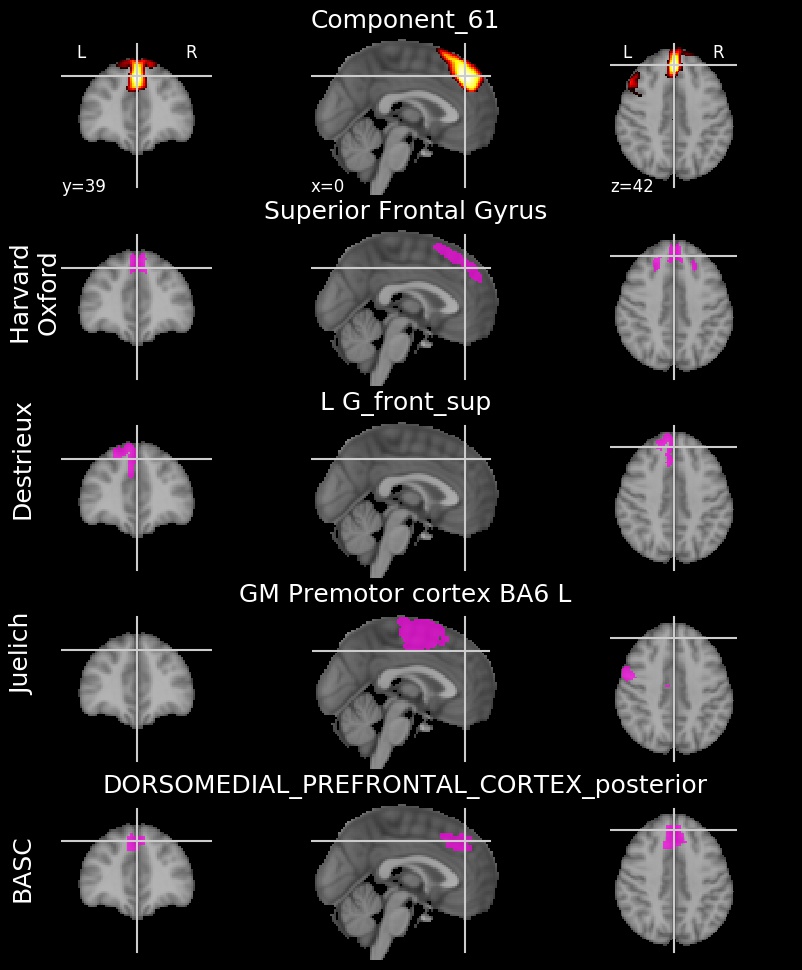 Component_61
L R
L R
y=39
x=0
z=42
Superior Frontal Gyrus
Harvard
Oxford
L G_front_sup
Destrieux
GM Premotor cortex BA6 L
Juelich
DORSOMEDIAL_PREFRONTAL_CORTEX_posterior
BASC